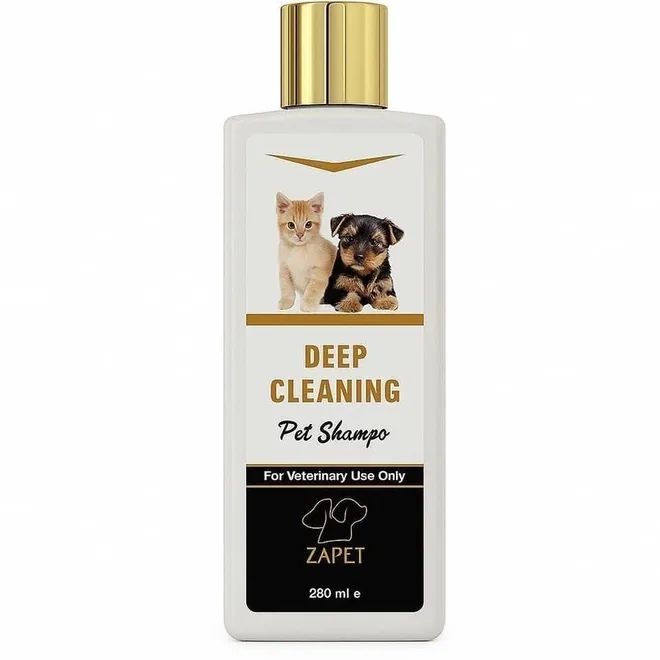 DEEP
CLEANING
Pet Shampo
For Veterinary Use Only
ZAPET
280 ml e